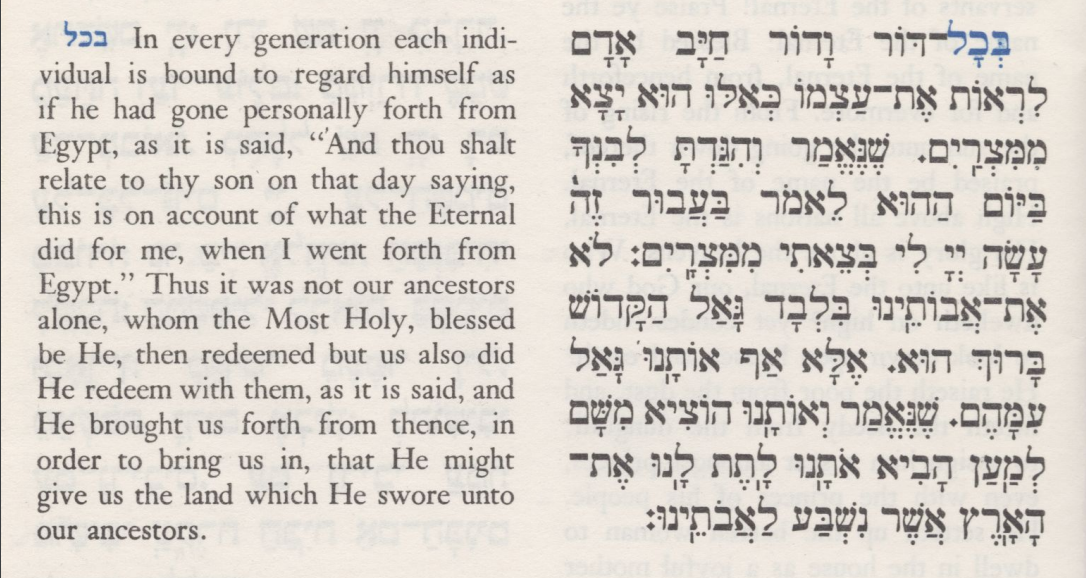 בכל In every generation each indi-
vidual is bound to regard himself as
if he had gone personally forth from
Egypt, as it is said, “And thou shalt
relate to thy son on that day saying,
this is on account of what the Eternal
did for me, when I went forth from
Egypt.” Thus it was not our ancestors
alone, whom the Most Holy, blessed
be He, then redeemed but us also did
He redeem with them, as it is said, and
He brought us forth from thence, in
order to bring us in, that He might
give us the land which He swore unto
our ancestors.
בְּכָל דּוֹר וָדוֹר חַיָּב אָדָם
לִרְאוֹת אֶת־עַצְמוֹ כְּאִלּוּ הוּא יָצָא
מִמִּצְרַיִם. שֶׁנֶּאֱמַר וְהִגַּדְתָּ לְבִנְךָ
בַּיּוֹם הַהוּא לֵאמֹר בַּעֲבוּר זֶה
עָשָׂה יְיָ לִי בְּצֵאתִי מִמִּצְרָיִם: לֹא
אֶת־אֲבוֹתֵינוּ בִּלְבַד גָּאַל הַקָּדוֹשׁ
בָּרוּךְ הוּא. אֶלָּא אַף אוֹתָנוּ גָּאַל
עִמָּהֶם. שֶׁנֶּאֱמַר וְאוֹתָנוּ הוֹצִיא מִשָּׁם
לְמַעַן הָבִיא אֹתָנוּ לָתֶת לָנוּ אֶת־
הָאָרֶץ אֲשֶׁר נִשְׁבַּע לַאֲבֹתֵינוּ: